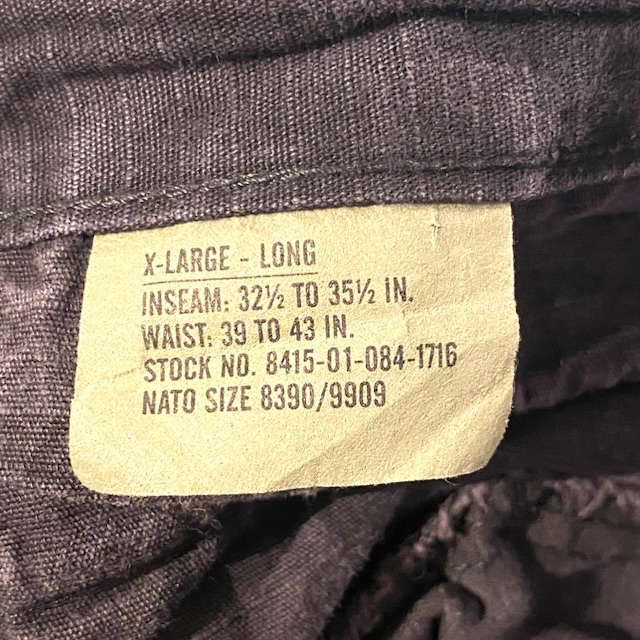 X-LARGE - LONG
INSEAM: 32½ TO 35½ IN.
WAIST: 39 TO 43 IN.
STOCK NO. 8415-01-084-1716
NATO SIZE 8390/9909